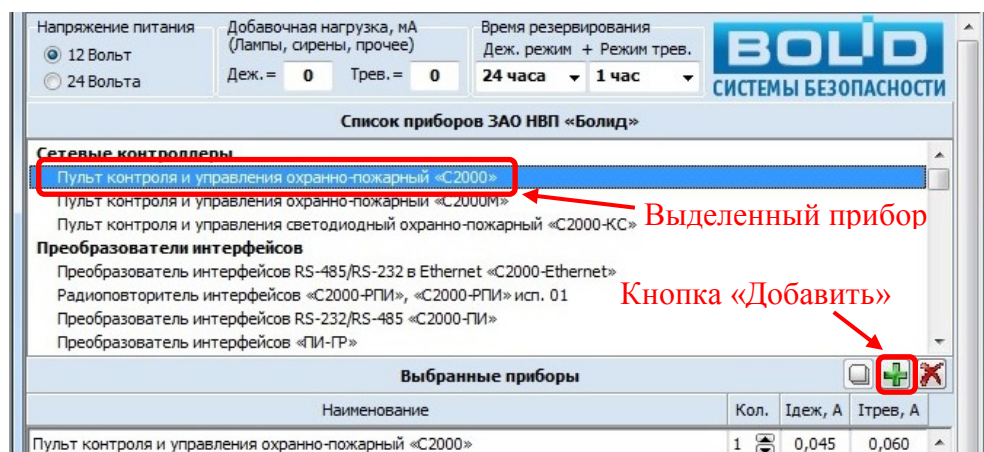 Напряжение питания
12 Вольт
24 Вольта
Добавочная нагрузка, мА
(Лампы, сирены, прочее)
Деж. = 0 Трев. = 0
Время резервирования
Деж. режим + Режим трев.
24 часа 1 час
BOLID
СИСТЕМЫ БЕЗОПАСНОСТИ
Список приборов ЗАО НВП «Болид»
Сетевые контроллеры
Пульт контроля и управления охранно-пожарный «С2000»
Пульт контроля и управления охранно-пожарный «С2000М»
Пульт контроля и управления светодиодный охранно-пожарный «С2000-КС»
Выделенный прибор
Преобразователи интерфейсов
Преобразователь интерфейсов RS-485/RS-232 в Ethernet «С2000-Ethernet»
Радиоповторитель интерфейсов «С2000-РПИ», «С2000-РПИ» исп. 01
Кнопка «Добавить»
Преобразователь интерфейсов RS-232/RS-485 «С2000-ПИ»
Преобразователь интерфейсов «ПИ-ГР»
Выбранные приборы
Наименование Кол. Iдеж, А Iтрев, А
Пульт контроля и управления охранно-пожарный «С2000» 1 0,045 0,060